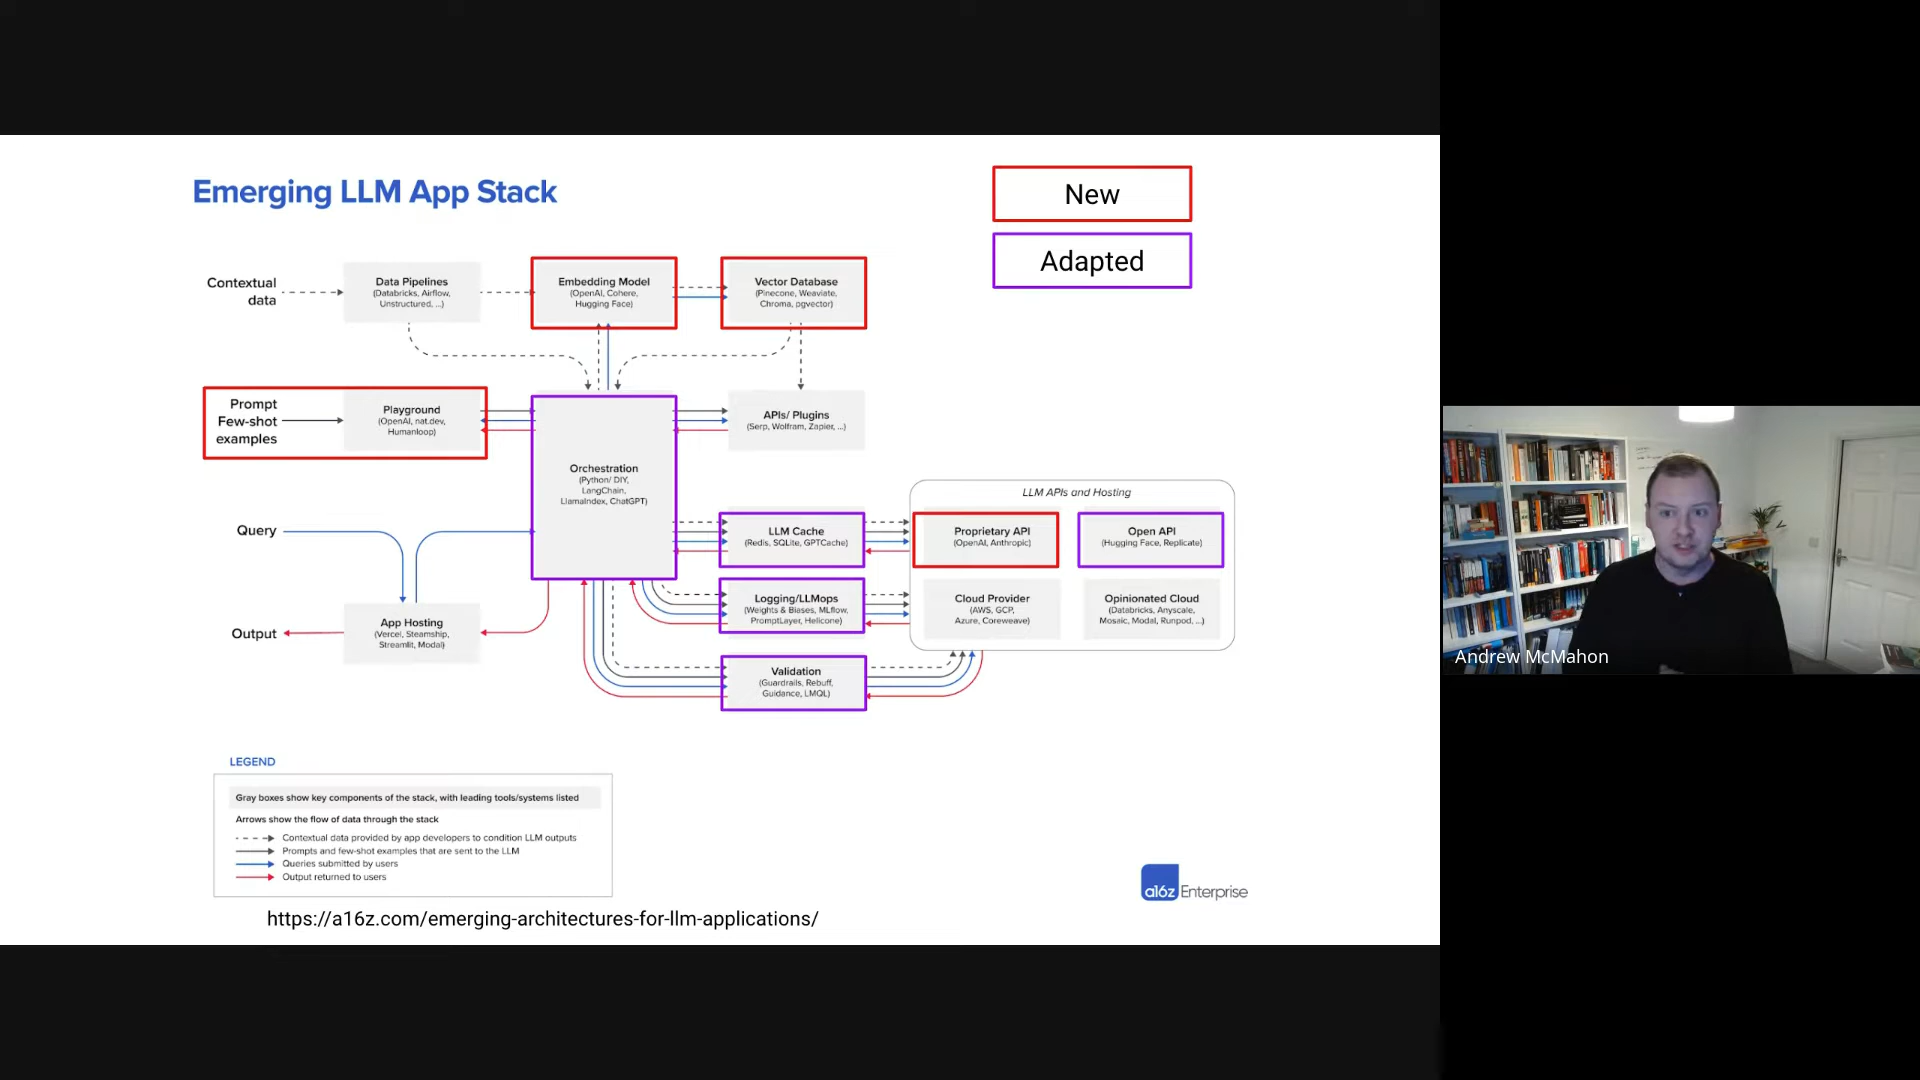 Emerging LLM App Stack
New
Adapted
Contextual
data
Data Pipelines
(Databricks, Airflow,
Unstructured, ...)
Embedding Model
(OpenAI, Cohere,
Hugging Face)
Vector Database
(Pinecone, Weaviate,
Chroma, pgvector)
Prompt
Few-shot
examples
Playground
(OpenAI, nat.dev,
Humanloop)
Orchestration
(Python/ DIY,
LangChain,
LlamaIndex, ChatGPT)
APIs/ Plugins
(Serp, Wolfram, Zapier, ...)
Query
Output
App Hosting
(Vercel, Steamship,
Streamlit, Modal)
LLM Cache
(Redis, SQLite, GPTCache)
Logging/LLMops
(Weights & Biases, MLflow,
PromptLayer, Helicone)
Validation
(Guardrails, Rebuff,
Guidance, LMQL)
LLM APIs and Hosting
Proprietary API
(OpenAI, Anthropic)
Open API
(Hugging Face, Replicate)
Cloud Provider
(AWS, GCP,
Azure, Coreweave)
Opinionated Cloud
(Databricks, Anyscale,
Mosaic, Modal, Runpod, ...)
LEGEND
Gray boxes show key components of the stack, with leading tools/systems listed
Arrows show the flow of data through the stack
Contextual data provided by app developers to condition LLM outputs
Prompts and few-shot examples that are sent to the LLM
Queries submitted by users
Output returned to users
a16z Enterprise
https://a16z.com/emerging-architectures-for-llm-applications/
Andrew McMahon